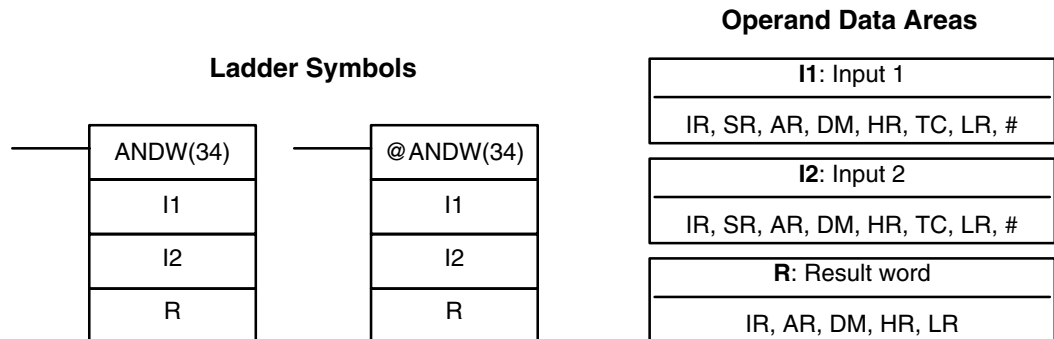 Ladder Symbols
ANDW(34)
I1
I2
R
@ANDW(34)
I1
I2
R
Operand Data Areas
I1: Input 1
IR, SR, AR, DM, HR, TC, LR, #
I2: Input 2
IR, SR, AR, DM, HR, TC, LR, #
R: Result word
IR, AR, DM, HR, LR